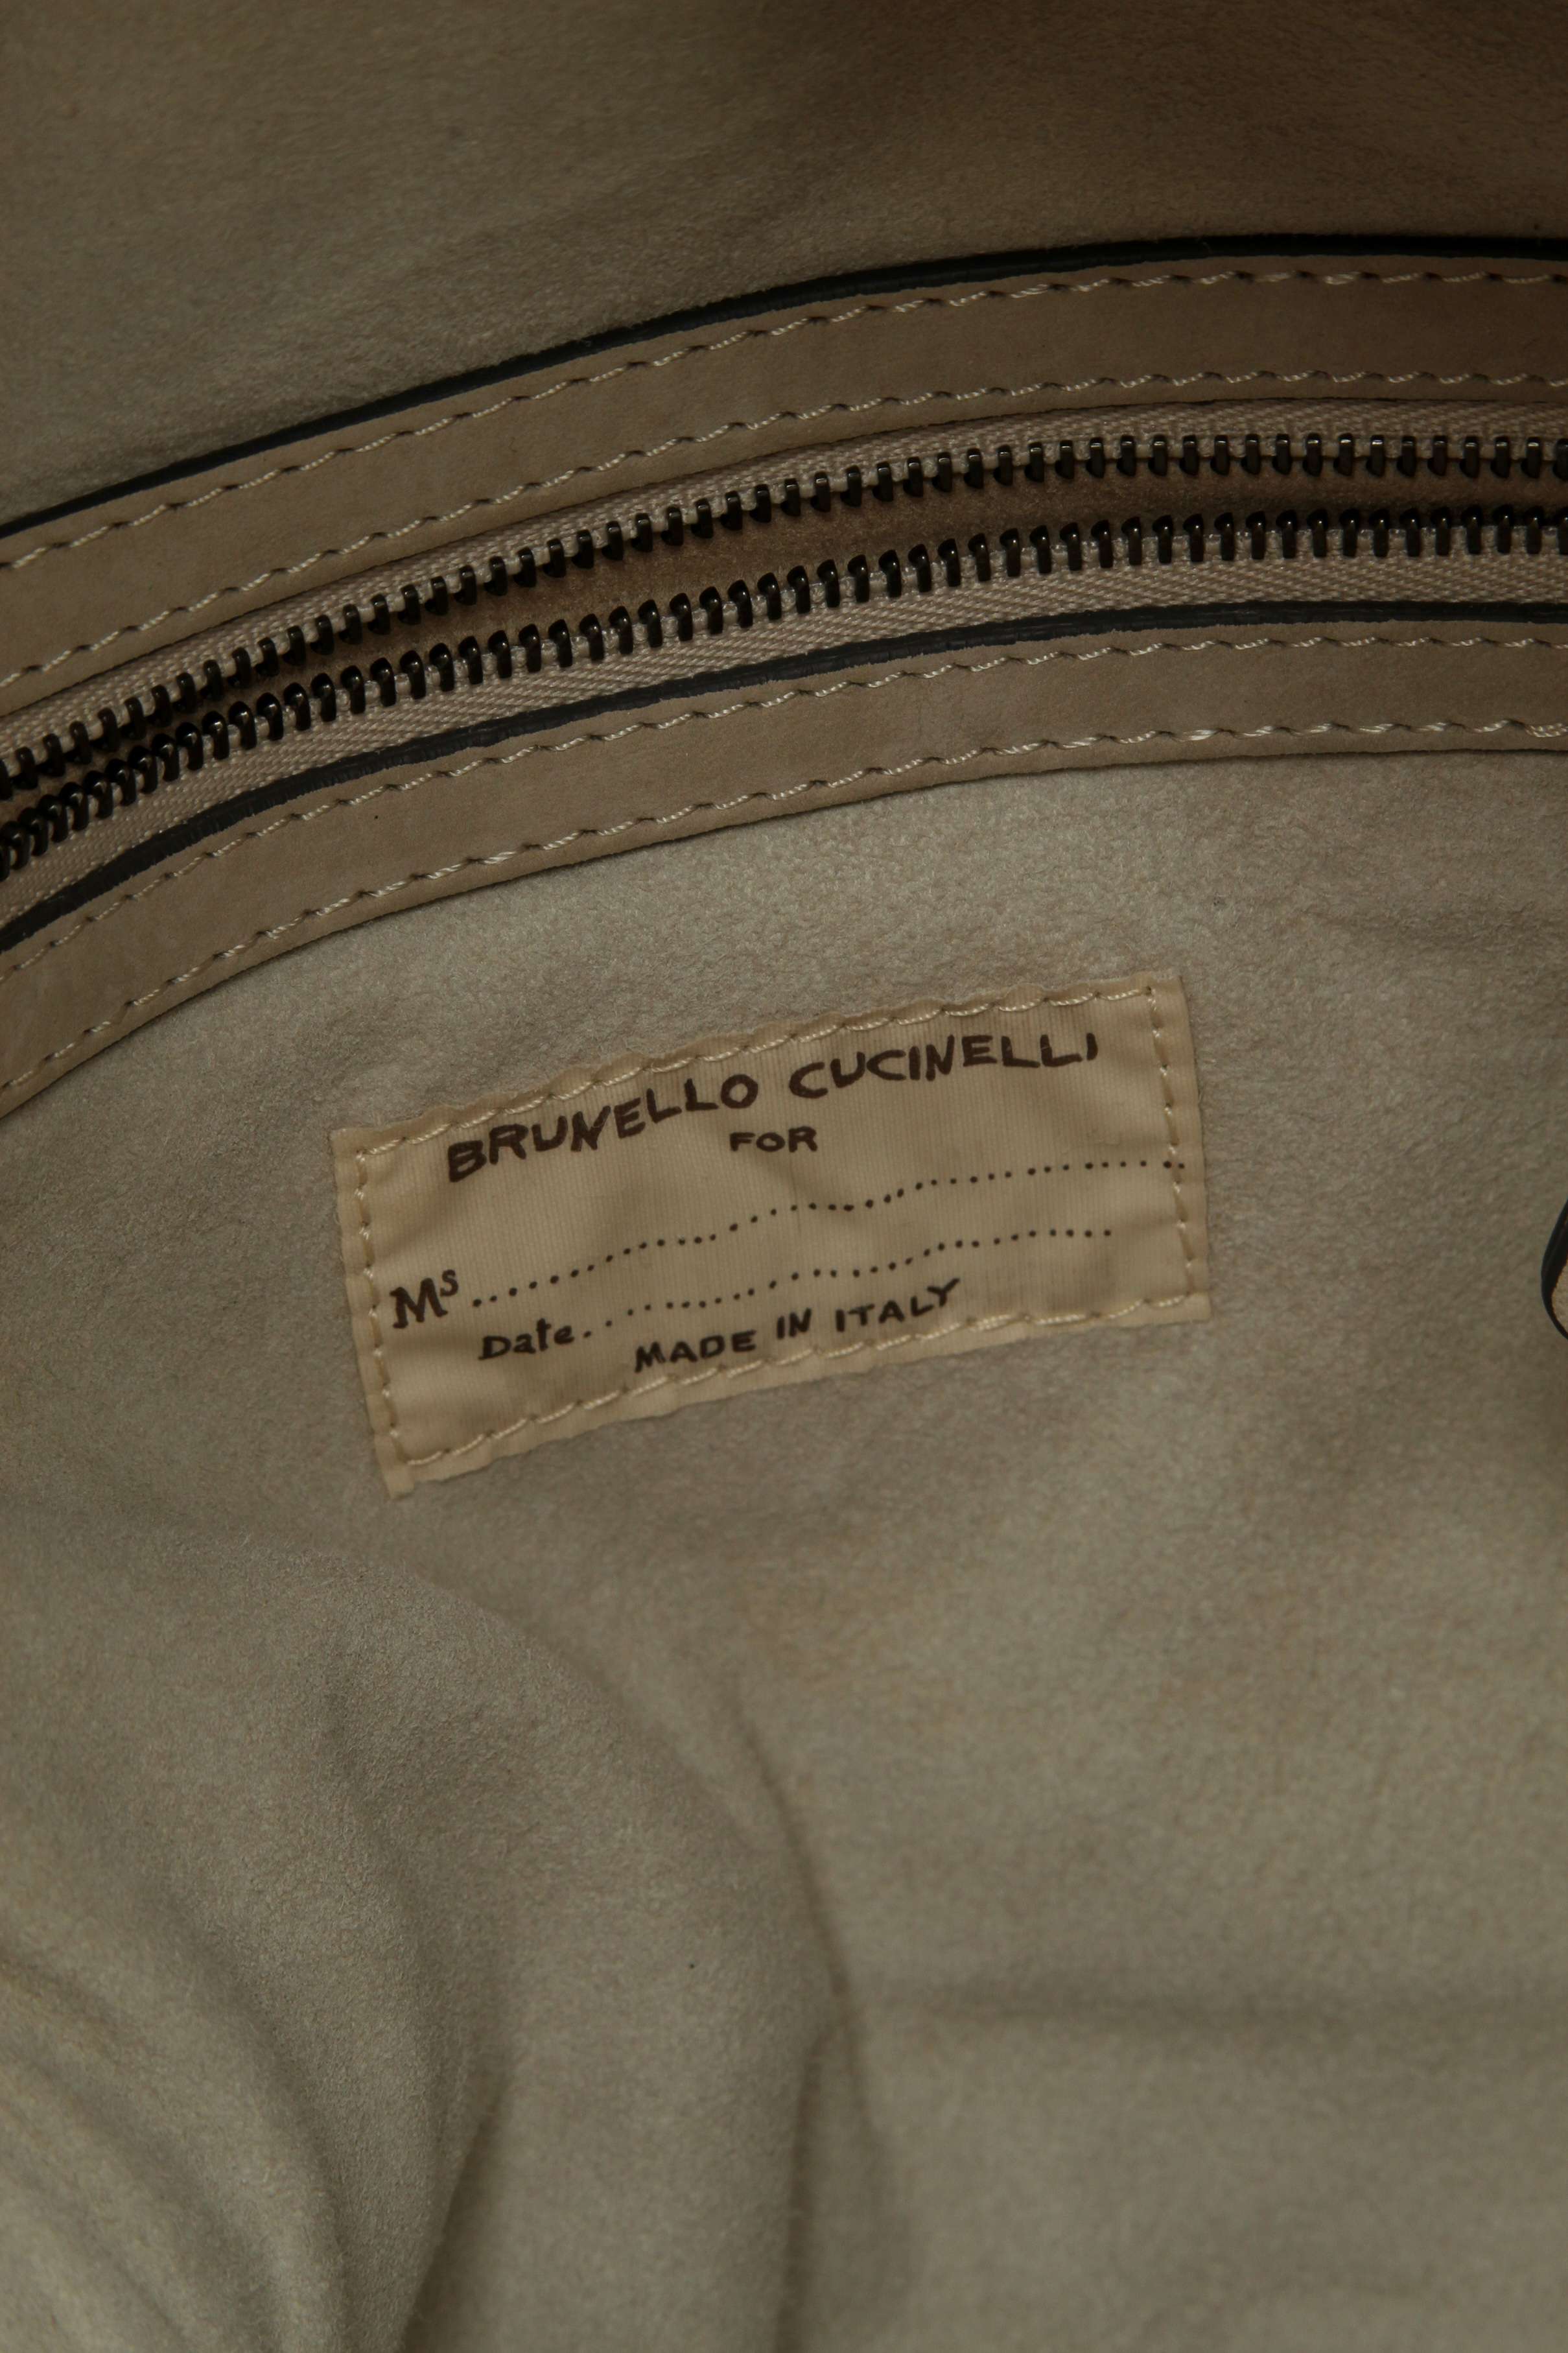 BRUNELLO CUCINELLI
FOR
Ms........................................
Date...............................
MADE IN ITALY